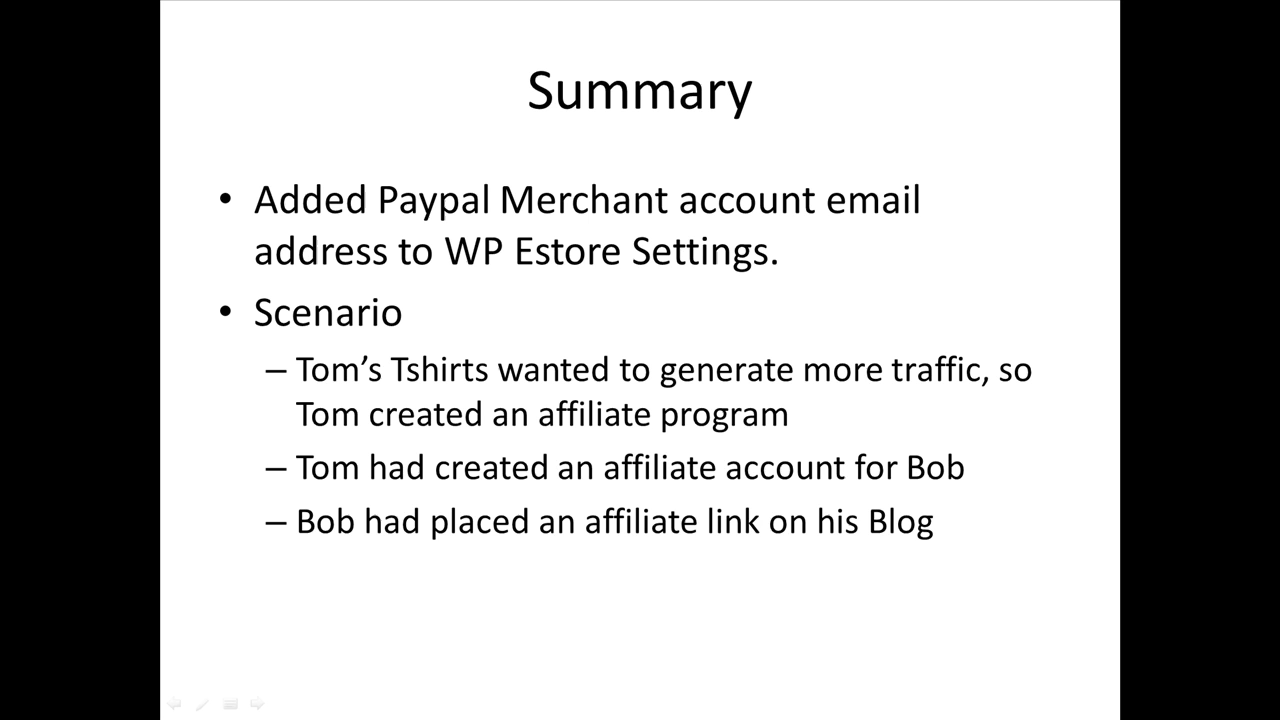 Summary
• Added Paypal Merchant account email
address to WP Estore Settings.
• Scenario
– Tom’s Tshirts wanted to generate more traffic, so
Tom created an affiliate program
– Tom had created an affiliate account for Bob
– Bob had placed an affiliate link on his Blog